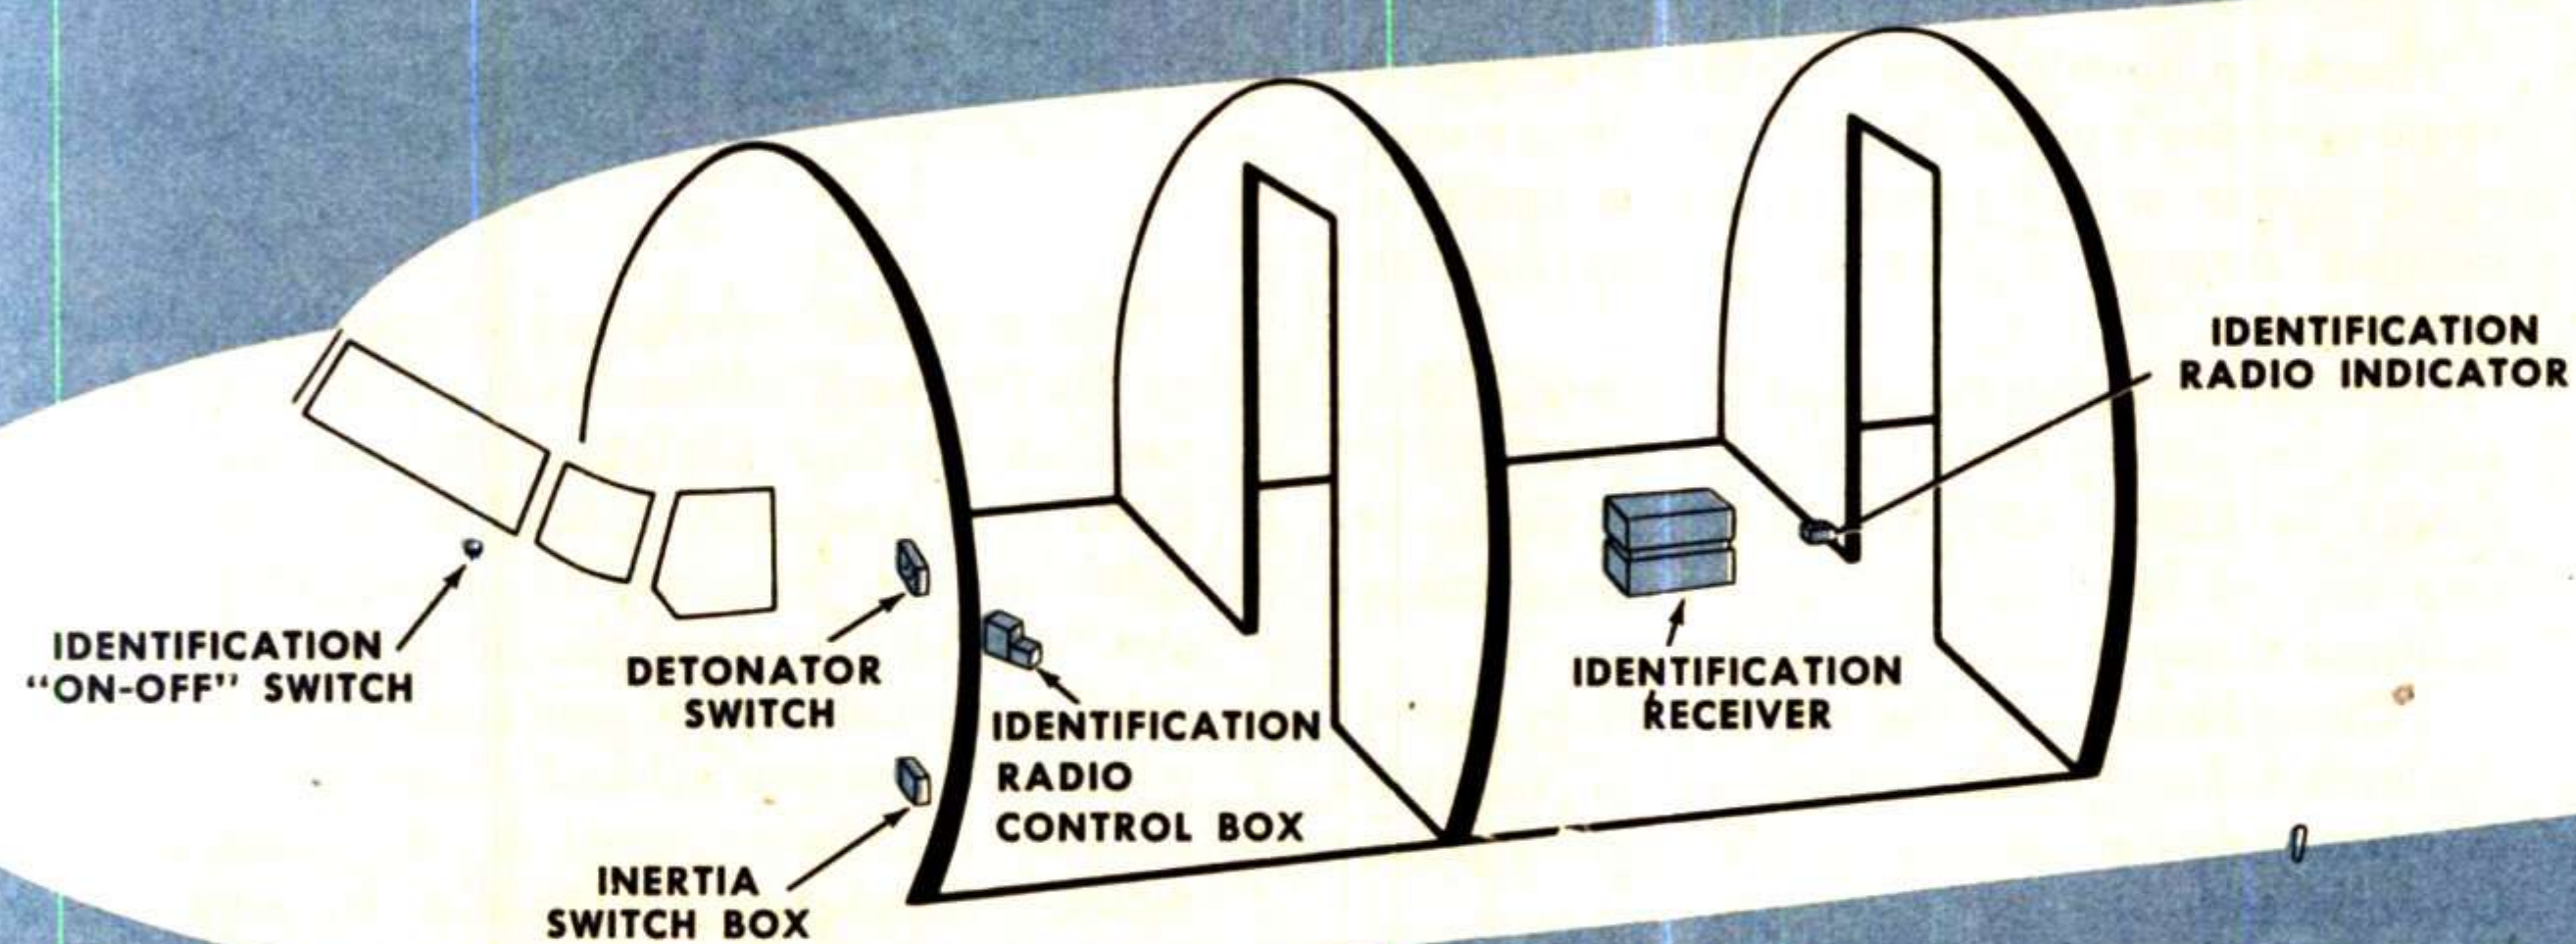 IDENTIFICATION
RADIO INDICATOR
IDENTIFICATION
"ON-OFF" SWITCH
DETONATOR
SWITCH
IDENTIFICATION
RADIO
CONTROL BOX
IDENTIFICATION
RECEIVER
INERTIA
SWITCH BOX